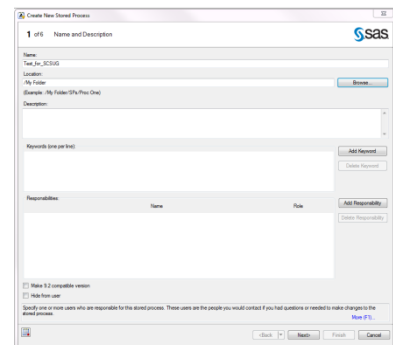 Create New Stored Process
1 of 6 Name and Description
sas
Name:
Test_for_SCSUG
Location:
/My Folder
Browse...
(Example: /My Folder/SPs/Proc One)
Description:
Keywords (one per line):
Add Keyword
Delete Keyword
Responsibilities:
Name Role
Add Responsibility
Delete Responsibility
Make 9.2 compatible version
Hide from user
Specify one or more users who are responsible for this stored process. These users are the people you would contact if you had questions or needed to make changes to the
stored process.
More (F1)...
<Back Next> Finish Cancel